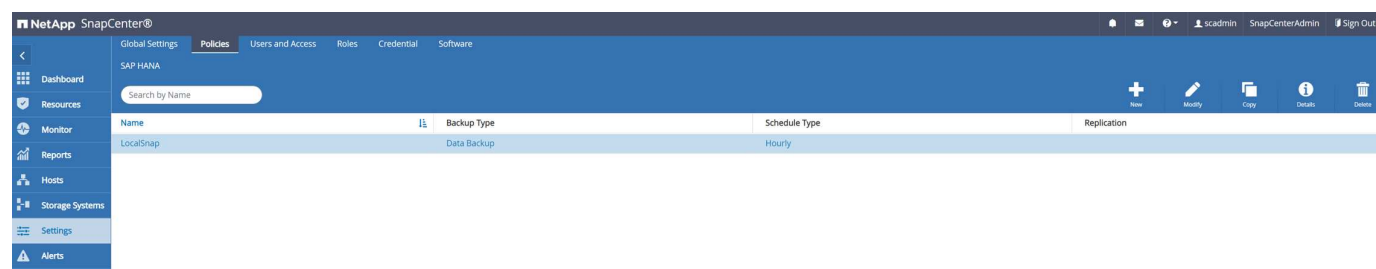 NetApp SnapCenter®
scadmin SnapCenterAdmin Sign Out
Global Settings Policies Users and Access Roles Credential Software
SAP HANA
Dashboard
Search by Name
New Modify Copy Details Delete
Resources
Name Backup Type Schedule Type Replication
Monitor
LocalSnap Data Backup Hourly
Reports
Hosts
Storage Systems
Settings
Alerts